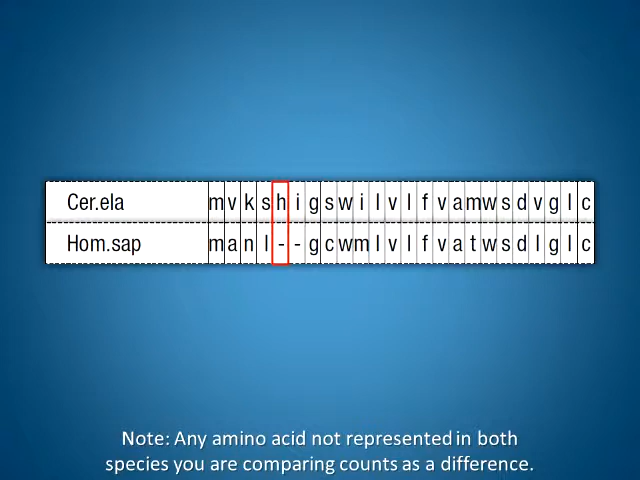 Cer.ela m v k s h i g s w i l v l f v a m w s d v g l c
Hom.sap m a n l - - g c w m l v l f v a t w s d l g l c
Note: Any amino acid not represented in both
species you are comparing counts as a difference.